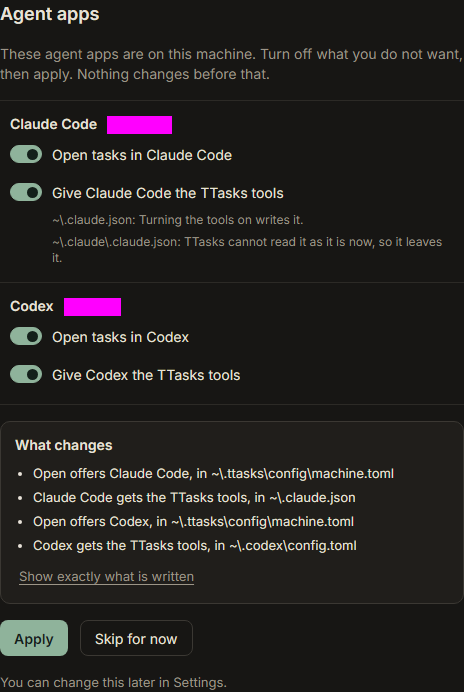 Agent apps
These agent apps are on this machine. Turn off what you do not want,
then apply. Nothing changes before that.
Claude Code
Open tasks in Claude Code
Give Claude Code the TTasks tools
~\.claude.json: Turning the tools on writes it.
~\.claude\.claude.json: TTasks cannot read it as it is now, so it leaves
it.
Codex
Open tasks in Codex
Give Codex the TTasks tools
What changes
• Open offers Claude Code, in ~\.ttasks\config\machine.toml
• Claude Code gets the TTasks tools, in ~\.claude.json
• Open offers Codex, in ~\.ttasks\config\machine.toml
• Codex gets the TTasks tools, in ~\.codex\config.toml
Show exactly what is written
Apply
Skip for now
You can change this later in Settings.